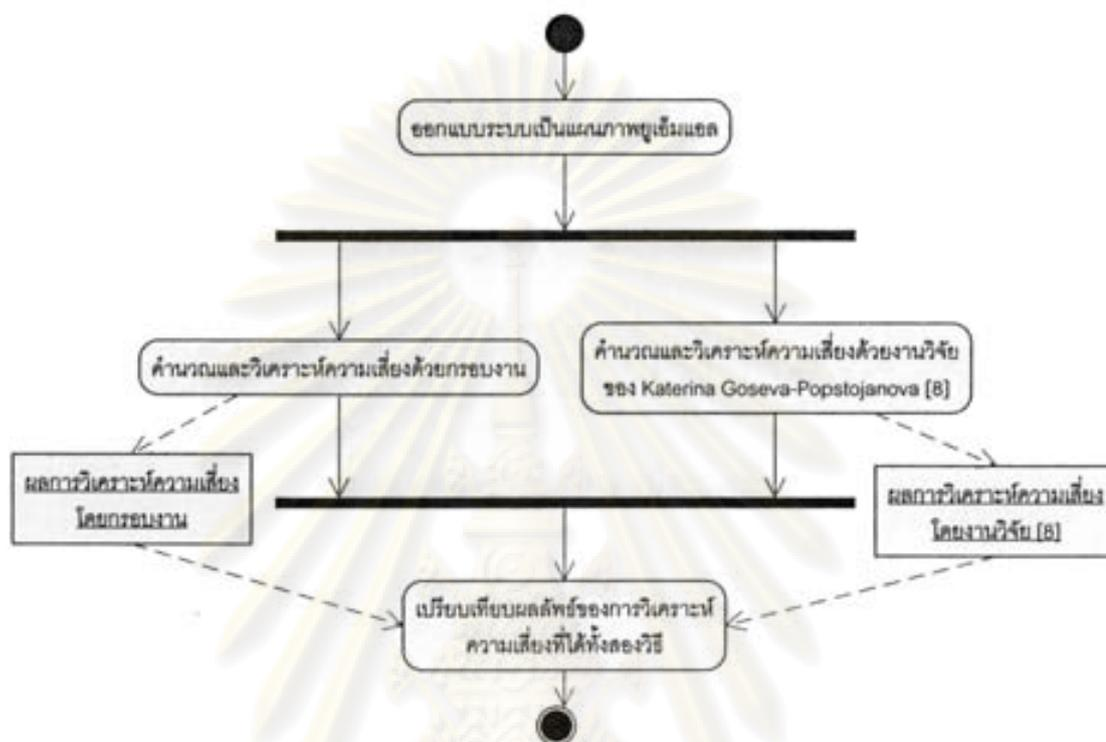 ออกแบบระบบเป็นแผนภาพยูเอ็มแอล
คำนวณและวิเคราะห์ความเสี่ยงด้วยกรอบงาน
คำนวณและวิเคราะห์ความเสี่ยงด้วยงานวิจัย
ของ Katerina Goseva-Popstojanova [8]
ผลการวิเคราะห์ความเสี่ยง
โดยกรอบงาน
ผลการวิเคราะห์ความเสี่ยง
โดยงานวิจัย [8]
เปรียบเทียบผลลัพธ์ของการวิเคราะห์
ความเสี่ยงที่ได้ทั้งสองวิธี